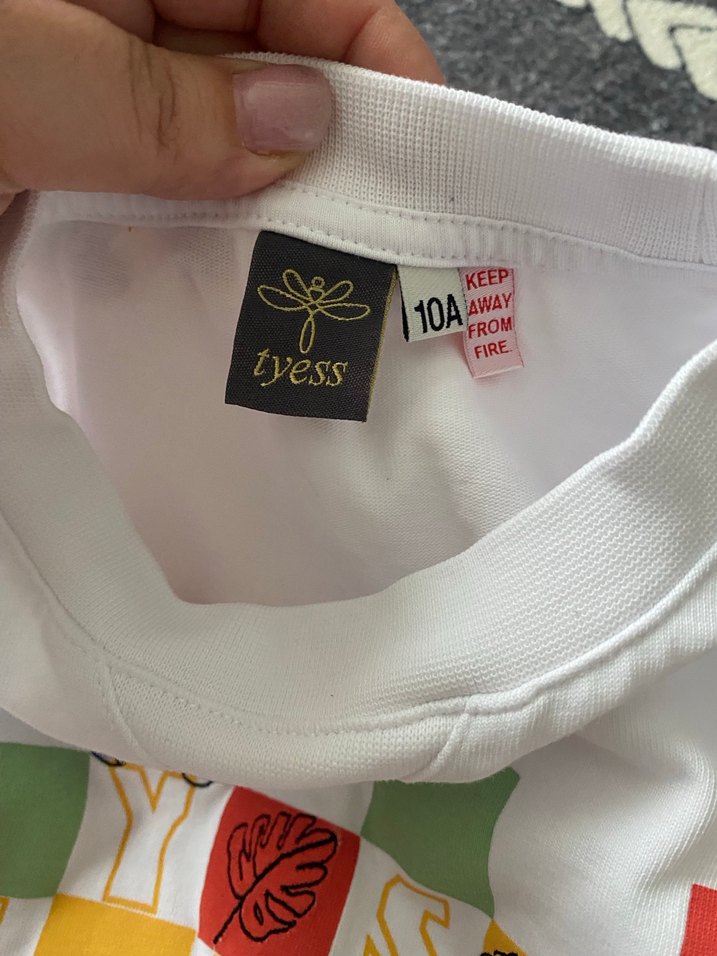 tyess
10A
KEEP
AWAY
FROM
FIRE.
Y
S